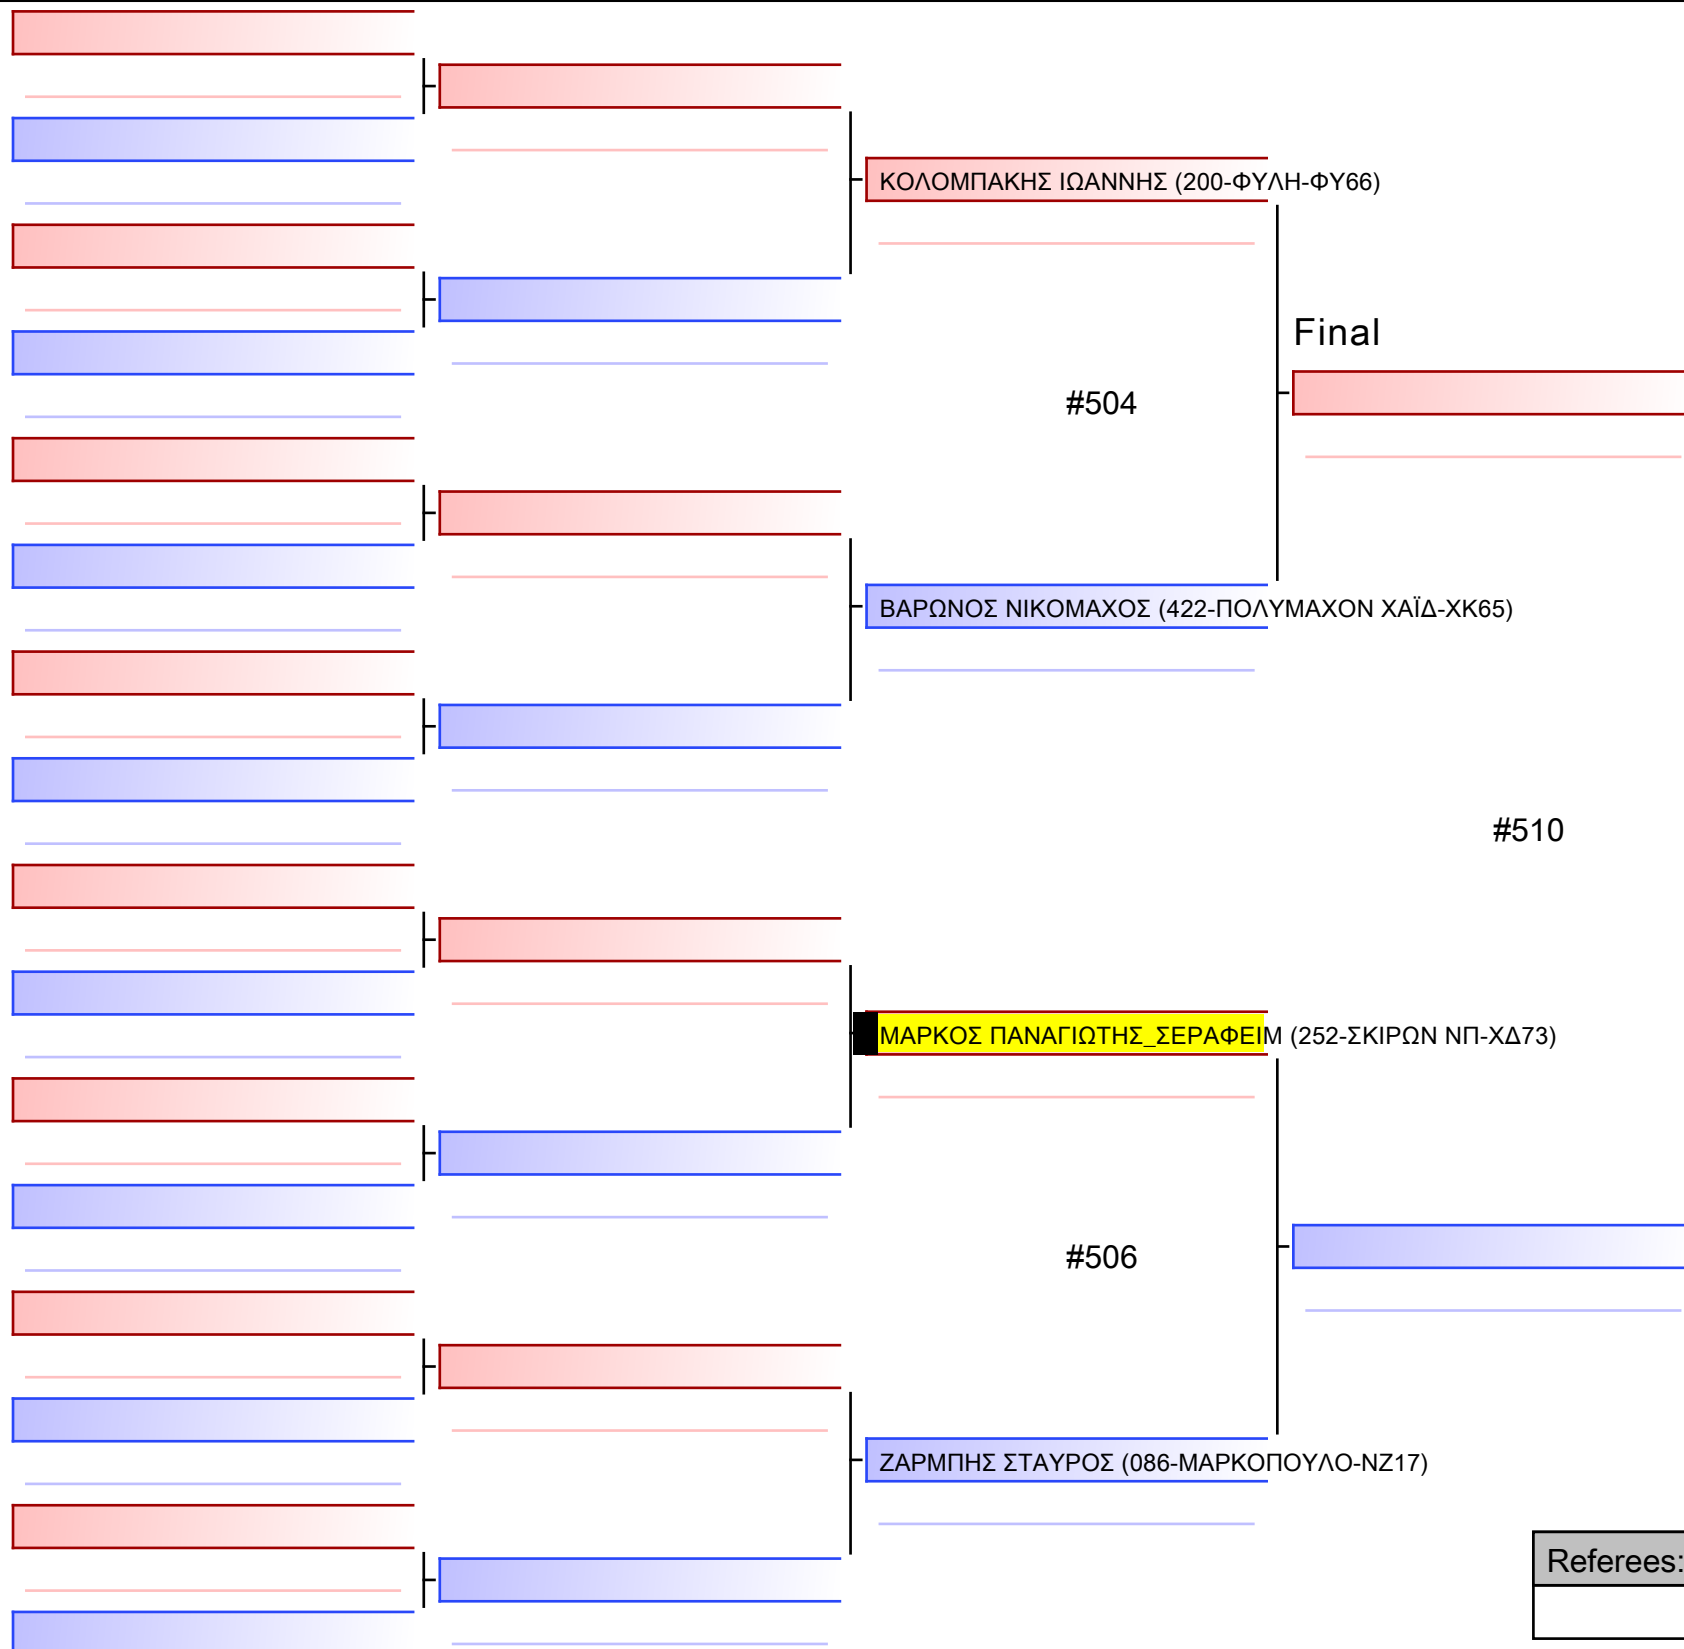 ΚΟΛΟΜΠΑΚΗΣ ΙΩΑΝΝΗΣ (200-ΦΥΛΗ-ΦΥ66)
Final
#504
ΒΑΡΩΝΟΣ ΝΙΚΟΜΑΧΟΣ (422-ΠΟΛΥΜΑΧΟΝ ΧΑΪΔ-ΧΚ65)
#510
ΜΑΡΚΟΣ ΠΑΝΑΓΙΩΤΗΣ_ΣΕΡΑΦΕΙΜ (252-ΣΚΙΡΩΝ ΝΠ-ΧΔ73)
#506
ΖΑΡΜΠΗΣ ΣΤΑΥΡΟΣ (086-ΜΑΡΚΟΠΟΥΛΟ-ΝΖ17)
Referees: